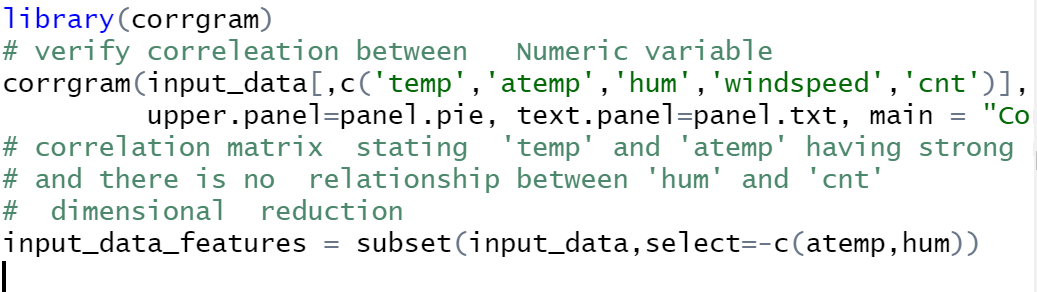 library(corrgram)
# verify correleation between   Numeric variable
corrgram(input_data[,c('temp','atemp','hum','windspeed','cnt')],
         upper.panel=panel.pie, text.panel=panel.txt, main = "Co
# correlation matrix  stating  'temp' and 'atemp' having strong
# and there is no  relationship between 'hum' and 'cnt'
#  dimensional  reduction
input_data_features = subset(input_data,select=-c(atemp,hum))